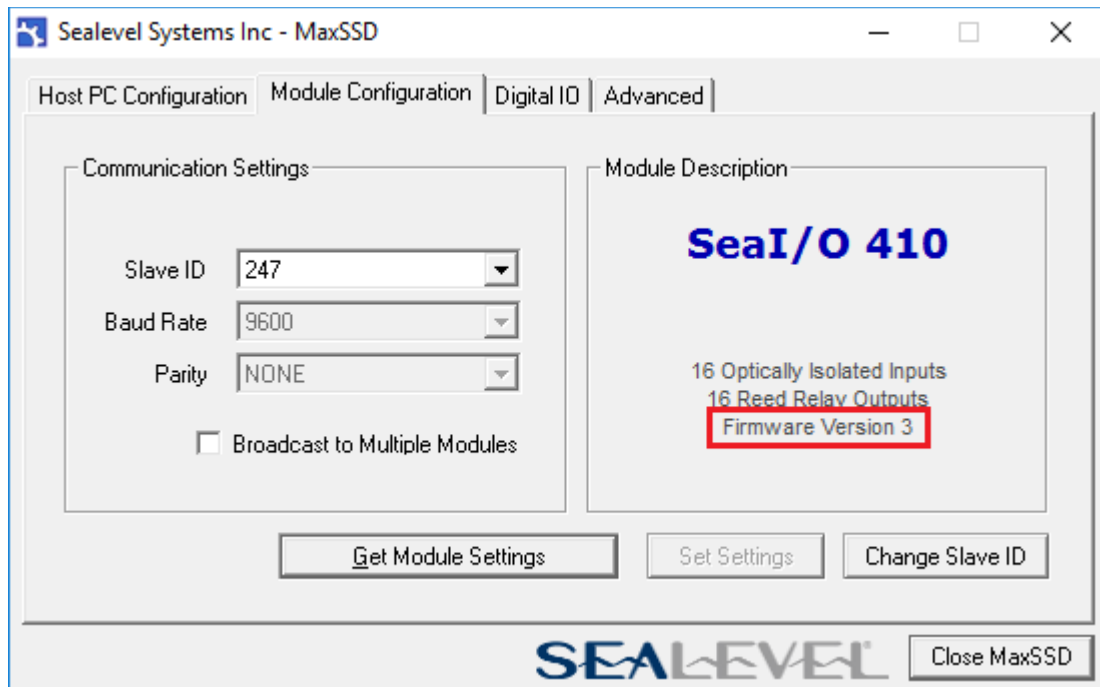 Sealevel Systems Inc - MaxSSD
Host PC Configuration Module Configuration Digital IO Advanced
Communication Settings
Slave ID 247
Baud Rate 9600
Parity NONE
Broadcast to Multiple Modules
Module Description
SeaI/O 410
16 Optically Isolated Inputs
16 Reed Relay Outputs
Firmware Version 3
Get Module Settings Set Settings Change Slave ID
SEALEVEL Close MaxSSD